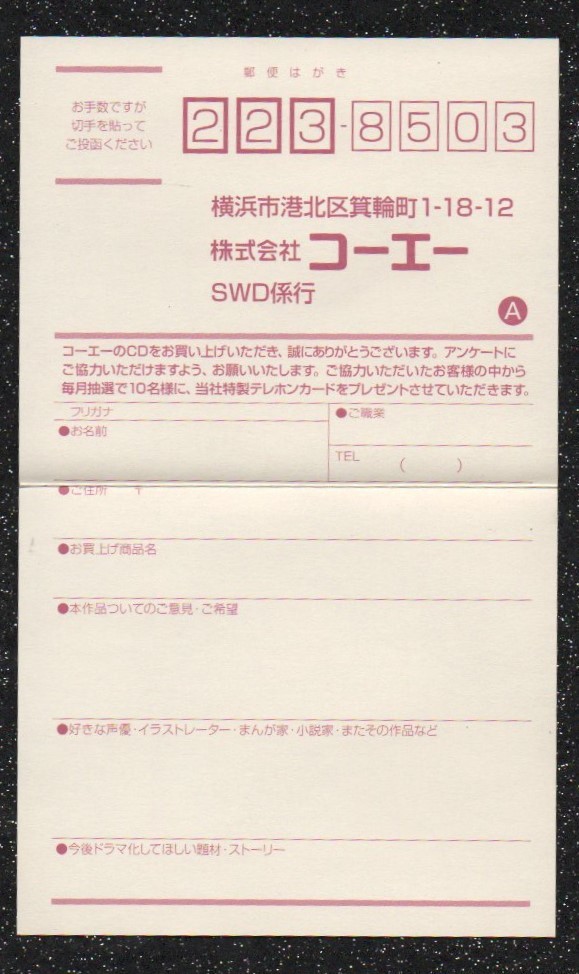 郵便はがき
お手数ですが
切手を貼って
ご投函ください
223-8503
横浜市港北区箕輪町1-18-12
株式会社 コーエー
SWD係行
A
コーエーのCDをお買い上げいただき、誠にありがとうございます。アンケートに
ご協力いただけますよう、お願いいたします。ご協力いただいたお客様の中から
毎月抽選で10名様に、当社特製テレホンカードをプレゼントさせていただきます。
フリガナ
●お名前
●ご職業
TEL ( )
●ご住所 〒
●お買上げ商品名
●本作品ついてのご意見・ご希望
●好きな声優・イラストレーター・まんが家・小説家・またその作品など
●今後ドラマ化してほしい題材・ストーリー